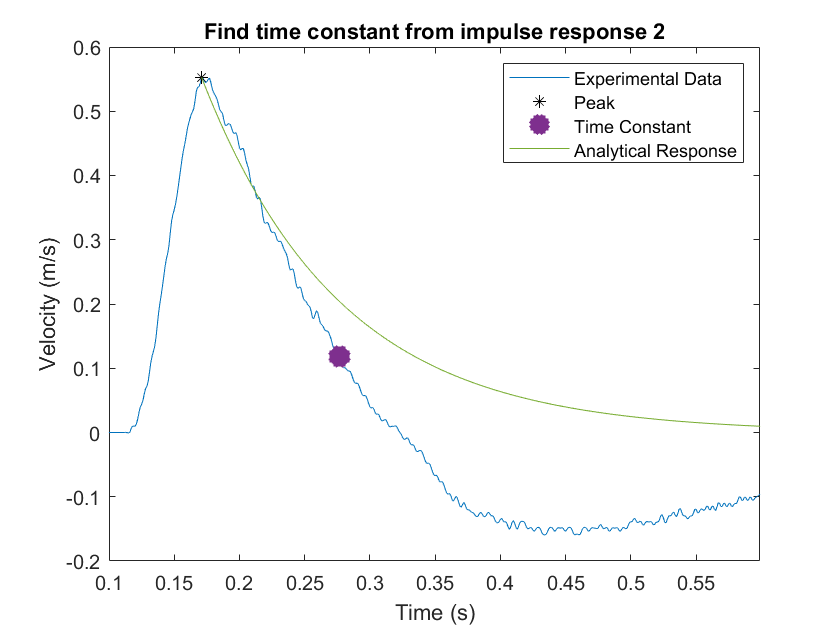 Find time constant from impulse response 2
0.6
0.5
0.4
0.3
0.2
0.1
0
-0.1
-0.2
Velocity (m/s)
Experimental Data
Peak
Time Constant
Analytical Response
0.1 0.15 0.2 0.25 0.3 0.35 0.4 0.45 0.5 0.55
Time (s)